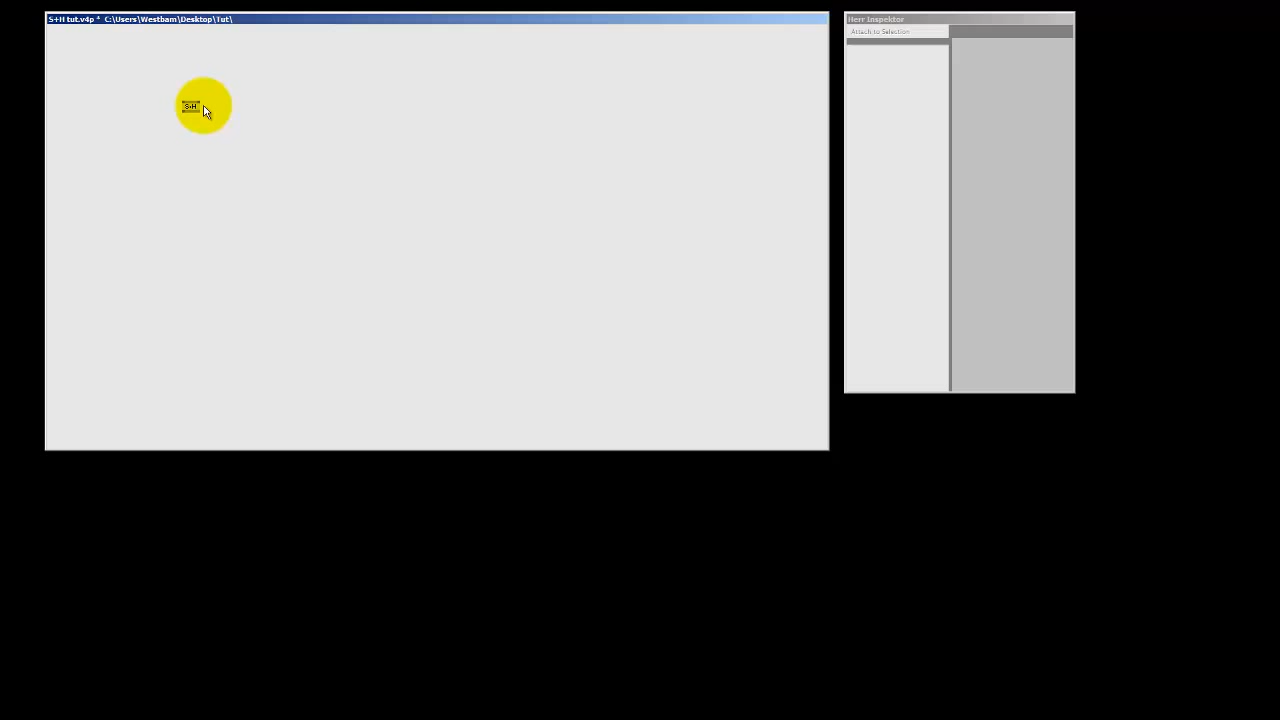 S+H tut.v4p *  C:\Users\Westbam\Desktop\Tut\
S+H
Herr Inspektor
Attach to Selection